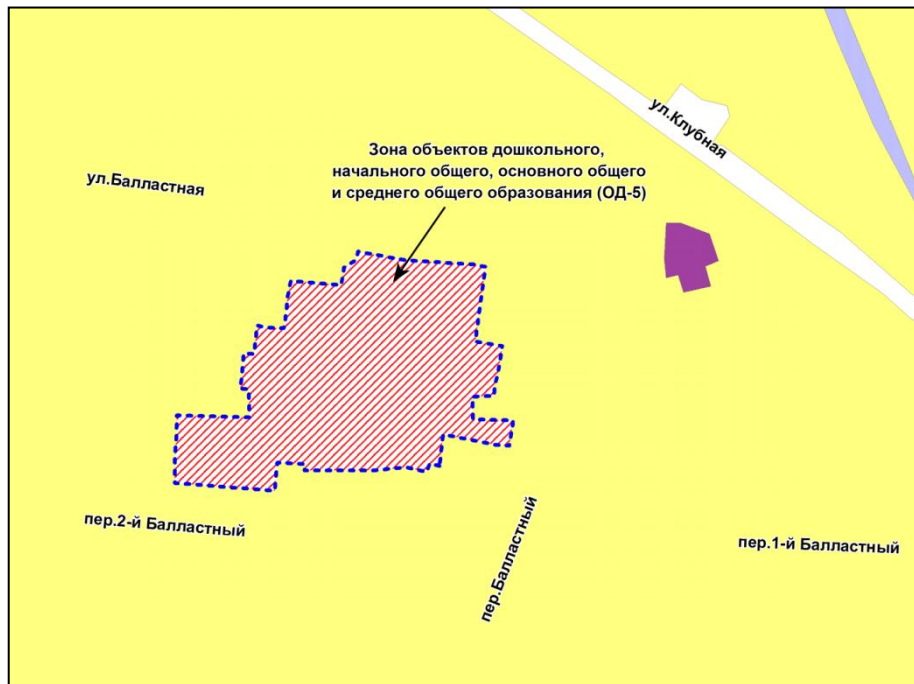 ул.Клубная
Зона объектов дошкольного,
начального общего, основного общего
и среднего общего образования (ОД-5)
ул.Балластная
пер.2-й Балластный
пер.Балластный
пер.1-й Балластный